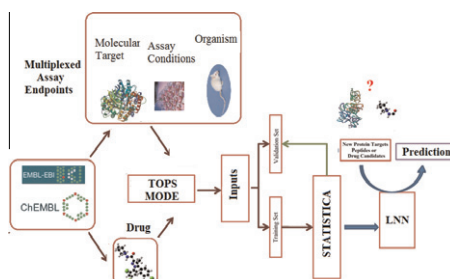 Multiplexed
Assay
Endpoints
Molecular
Target
Assay
Conditions
Organism
EMBL-EBI
ChEMBL
Drug
TOPS
MODE
Inputs
Validation Set
Training Set
STATISTICA
?
New Protein Targets
Peptides or
Drug Candidates
Prediction
LNN